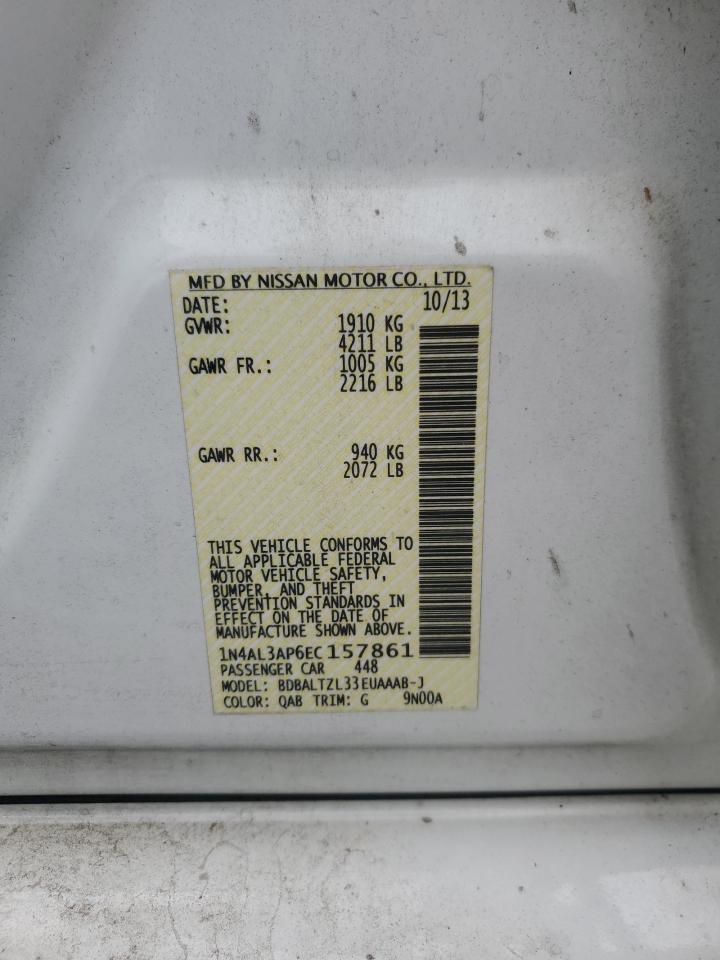 MFD BY NISSAN MOTOR CO., LTD.
DATE: 10/13
GVWR: 1910 KG
4211 LB
GAWR FR.: 1005 KG
2216 LB
GAWR RR.: 940 KG
2072 LB
THIS VEHICLE CONFORMS TO
ALL APPLICABLE FEDERAL
MOTOR VEHICLE SAFETY,
BUMPER, AND THEFT
PREVENTION STANDARDS IN
EFFECT ON THE DATE OF
MANUFACTURE SHOWN ABOVE.
1N4AL3AP6EC157861
PASSENGER CAR 448
MODEL: BDBALTZL33EUAAAB-J
COLOR: QAB TRIM: G 9N00A